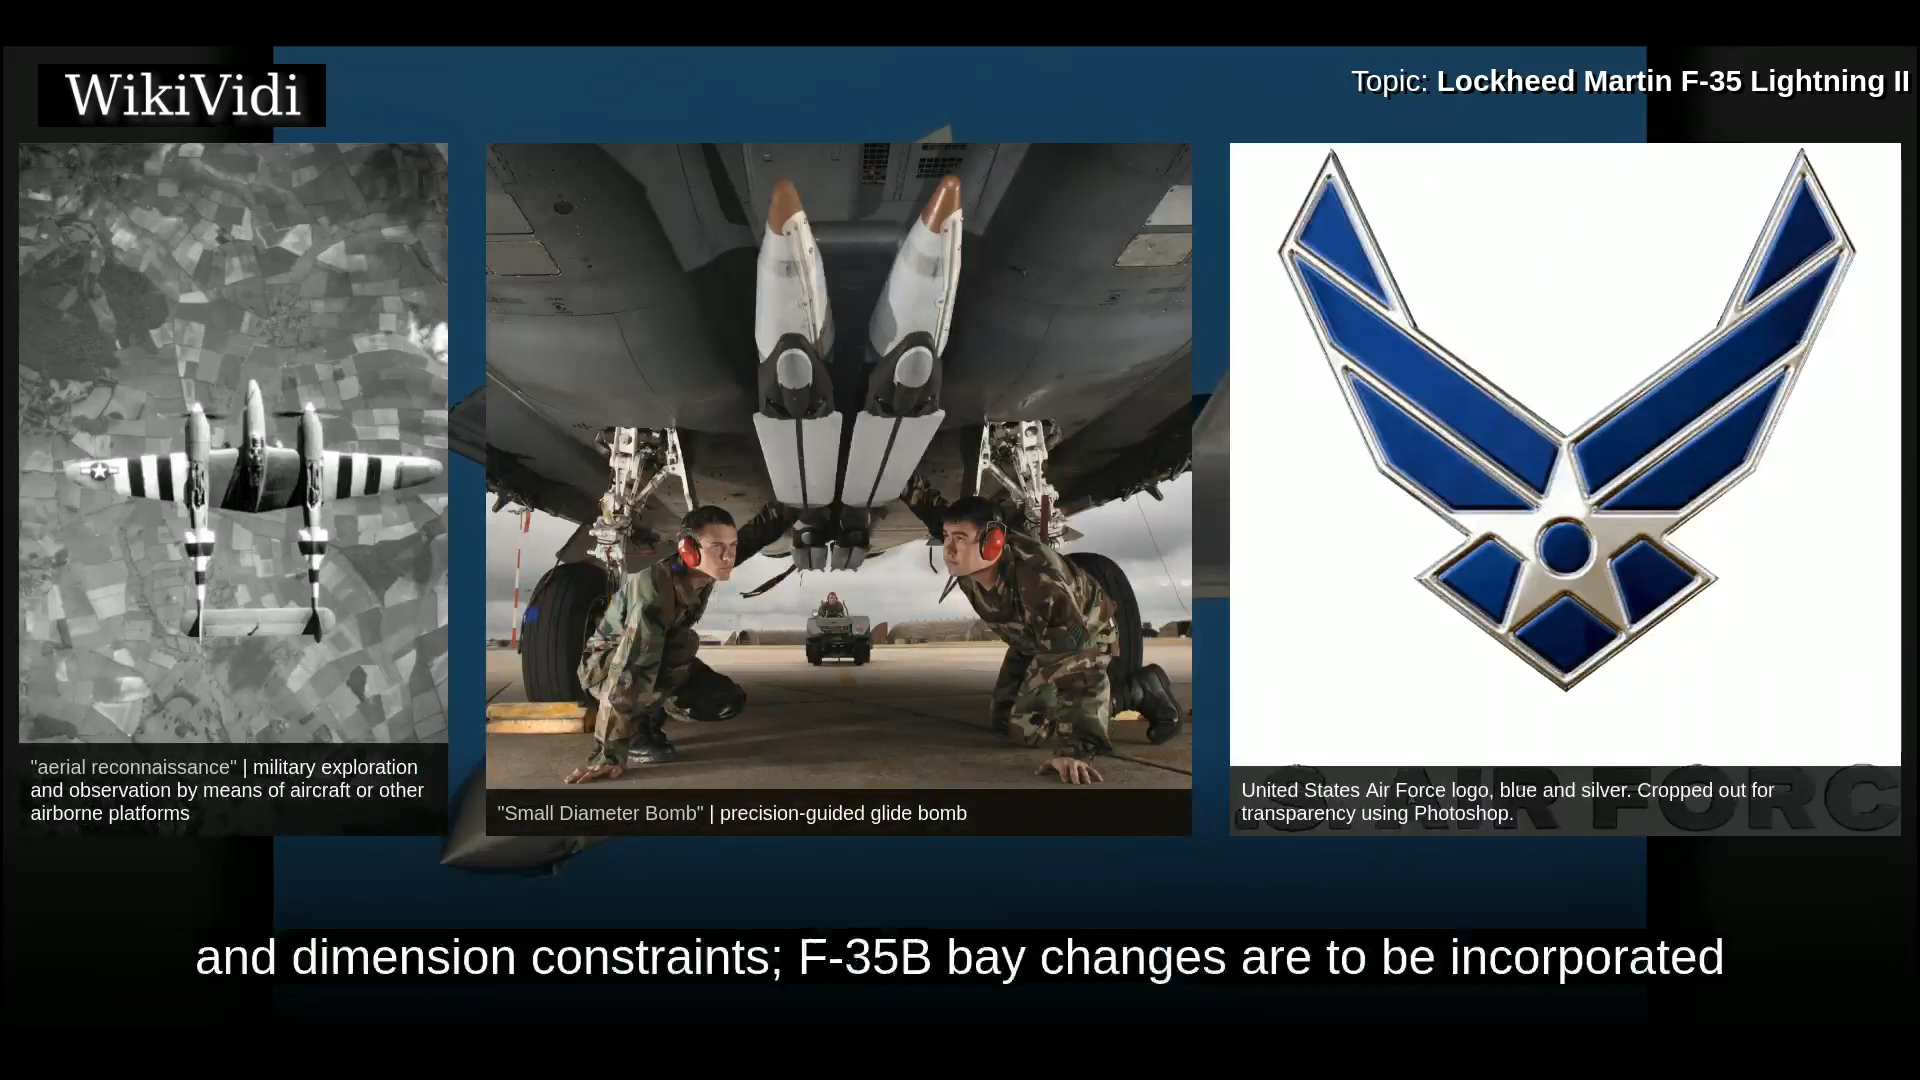 WikiVidi
Topic: Lockheed Martin F-35 Lightning II
"aerial reconnaissance" | military exploration
and observation by means of aircraft or other
airborne platforms
"Small Diameter Bomb" | precision-guided glide bomb
United States Air Force logo, blue and silver. Cropped out for
transparency using Photoshop.
and dimension constraints; F-35B bay changes are to be incorporated